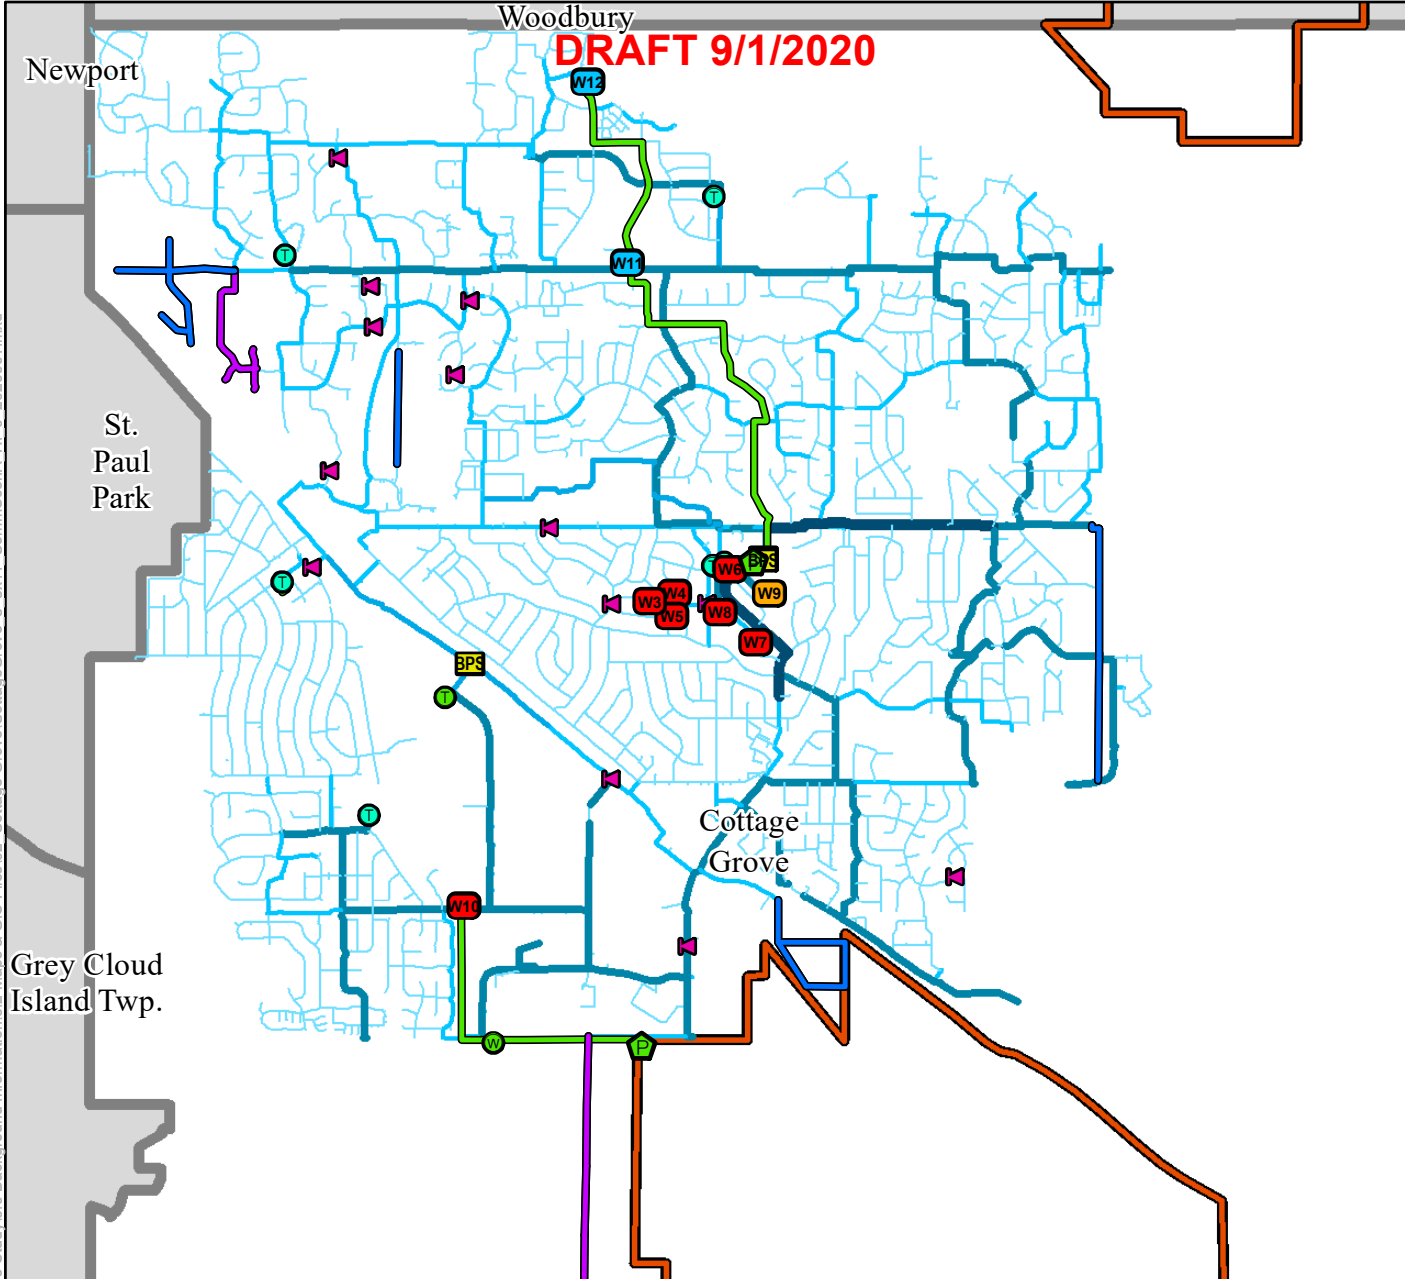 Woodbury
DRAFT 9/1/2020
Newport
W12
T
T
W11
St.
Paul
Park
BPS
T
W6
W9
W4
W3
W5
W8
T
W7
BPS
T
T
Cottage
Grove
W10
Grey Cloud
Island Twp.
W
P